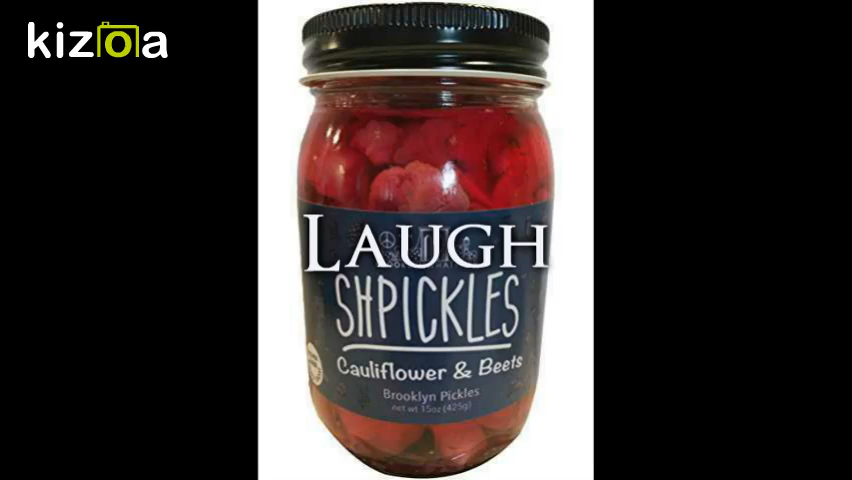 kizoa
LAUGH
SHPICKLES
Cauliflower & Beets
Brooklyn Pickles
net wt 15oz (425g)